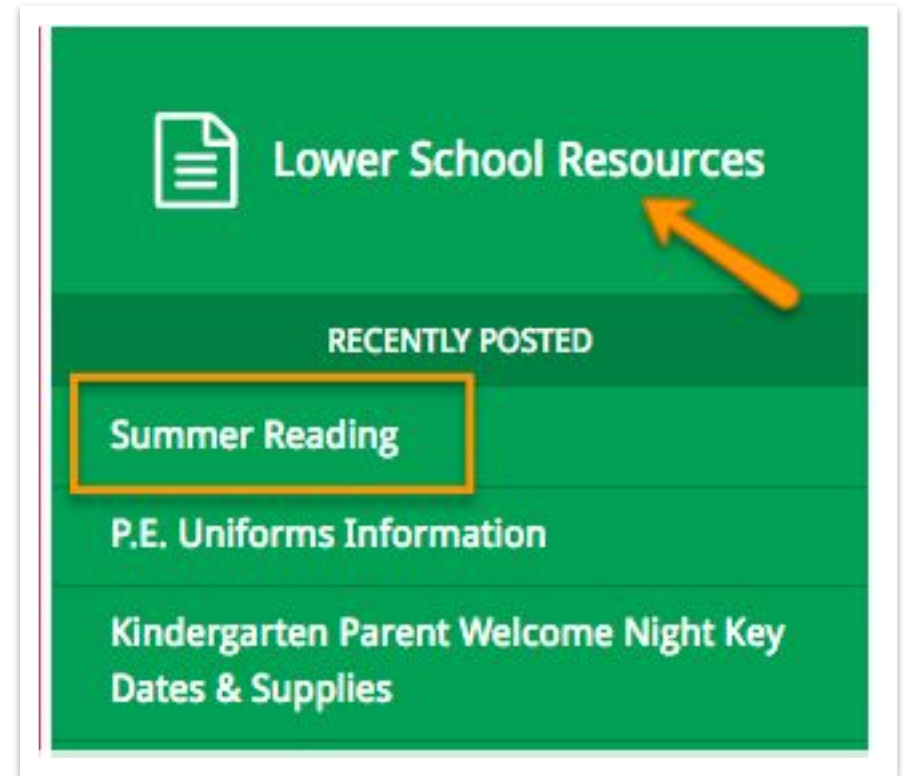 Lower School Resources
RECENTLY POSTED
Summer Reading
P.E. Uniforms Information
Kindergarten Parent Welcome Night Key
Dates & Supplies